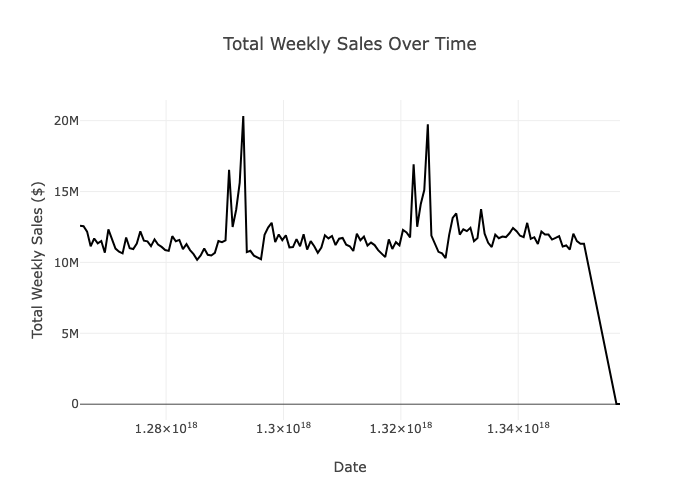 Total Weekly Sales Over Time
Total Weekly Sales ($)
20M
15M
10M
5M
0
1.28×10¹⁸
1.3×10¹⁸
1.32×10¹⁸
1.34×10¹⁸
Date